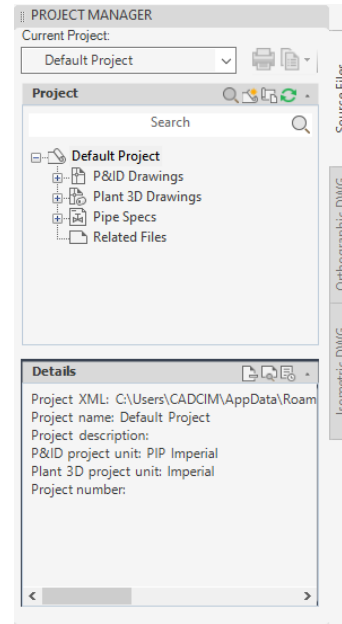 PROJECT MANAGER
Current Project:
Default Project
Project
Search
Default Project
P&ID Drawings
Plant 3D Drawings
Pipe Specs
Related Files
Details
Project XML: C:\Users\CADCIM\AppData\Roam
Project name: Default Project
Project description:
P&ID project unit: PIP Imperial
Plant 3D project unit: Imperial
Project number:
Source Files
Orthographic DWG
Isometric DWG